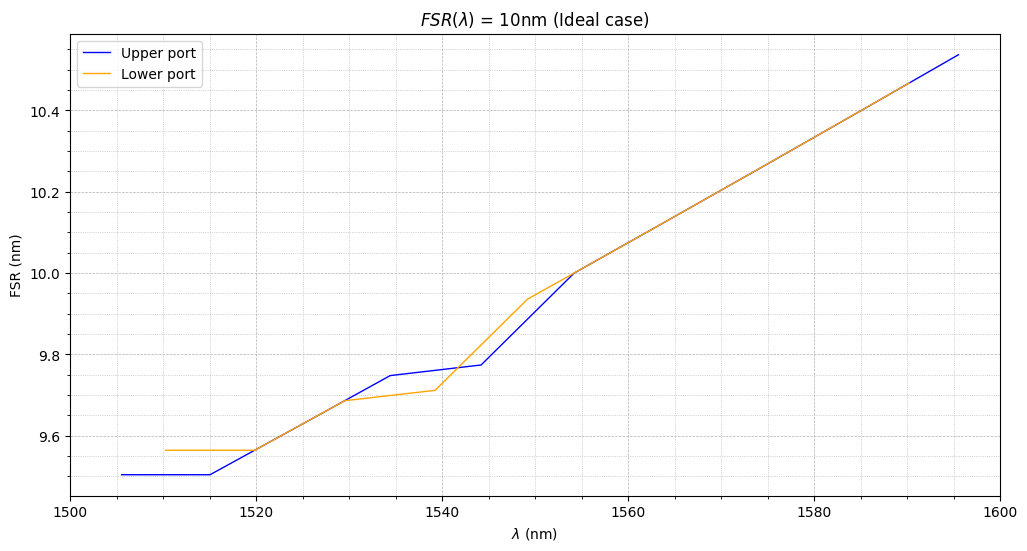 FSR(λ) = 10nm (Ideal case)
Upper port
Lower port
10.4
10.2
10.0
9.8
9.6
FSR (nm)
1500 1520 1540 1560 1580 1600
λ (nm)